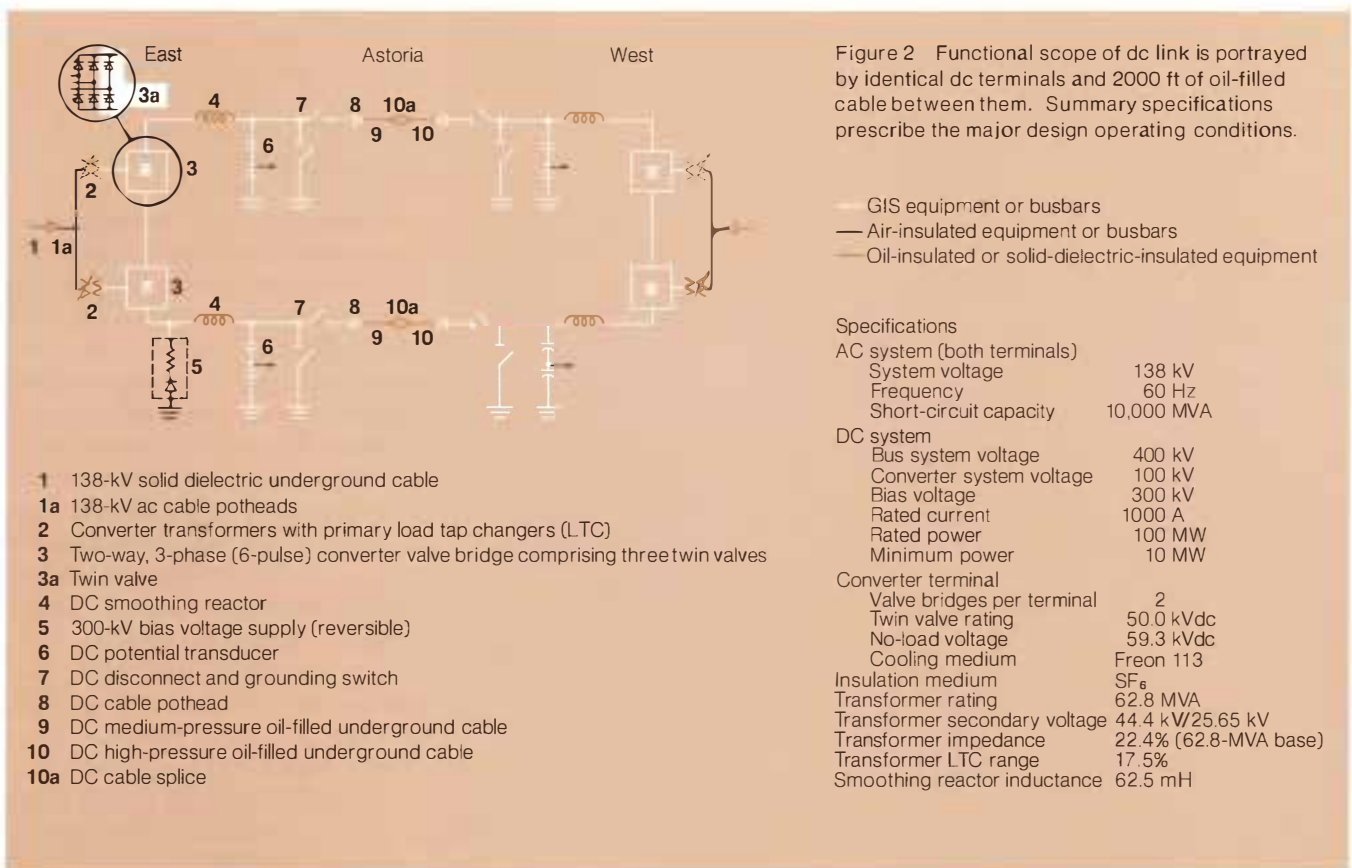 East
Astoria
West
3a
4
7
8
10a
9
10
6
3
2
1
1a
3
2
4
7
8
10a
9
10
6
5
Figure 2 Functional scope of dc link is portrayed
by identical dc terminals and 2000 ft of oil-filled
cable between them. Summary specifications
prescribe the major design operating conditions.
GIS equipment or busbars
Air-insulated equipment or busbars
Oil-insulated or solid-dielectric-insulated equipment
1 138-kV solid dielectric underground cable
1a 138-kV ac cable potheads
2 Converter transformers with primary load tap changers (LTC)
3 Two-way, 3-phase (6-pulse) converter valve bridge comprising three twin valves
3a Twin valve
4 DC smoothing reactor
5 300-kV bias voltage supply (reversible)
6 DC potential transducer
7 DC disconnect and grounding switch
8 DC cable pothead
9 DC medium-pressure oil-filled underground cable
10 DC high-pressure oil-filled underground cable
10a DC cable splice
Specifications
AC system (both terminals)
System voltage 138 kV
Frequency 60 Hz
Short-circuit capacity 10,000 MVA
DC system
Bus system voltage 400 kV
Converter system voltage 100 kV
Bias voltage 300 kV
Rated current 1000 A
Rated power 100 MW
Minimum power 10 MW
Converter terminal
Valve bridges per terminal 2
Twin valve rating 50.0 kVdc
No-load voltage 59.3 kVdc
Cooling medium Freon 113
Insulation medium SF₆
Transformer rating 62.8 MVA
Transformer secondary voltage 44.4 kV/25.65 kV
Transformer impedance 22.4% (62.8-MVA base)
Transformer LTC range 17.5%
Smoothing reactor inductance 62.5 mH